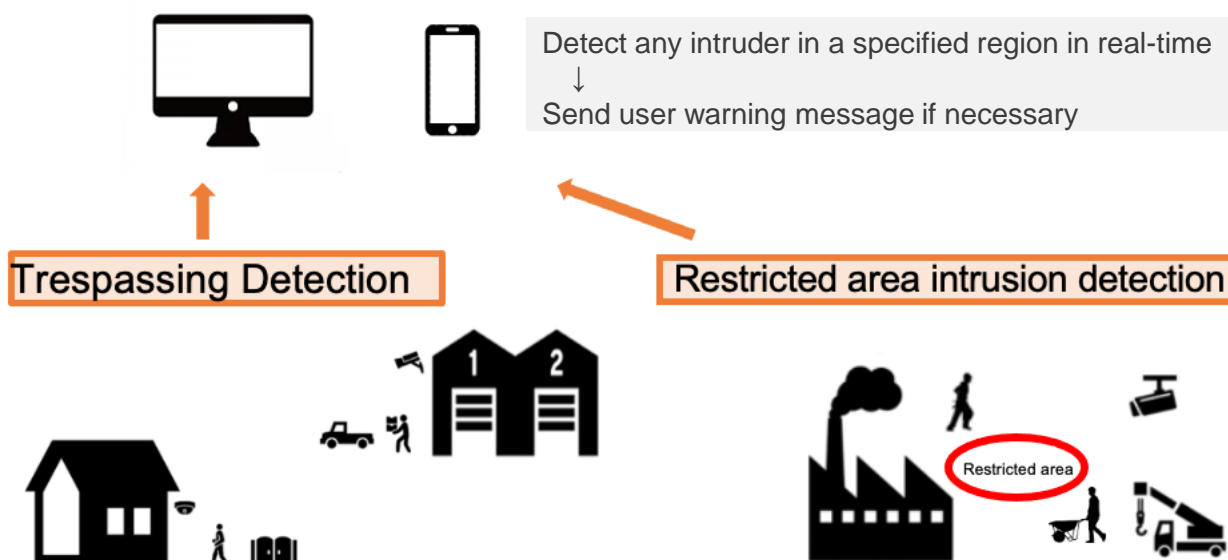 Detect any intruder in a specified region in real-time
↓
Send user warning message if necessary
Trespassing Detection
Restricted area intrusion detection
1 2
Restricted area